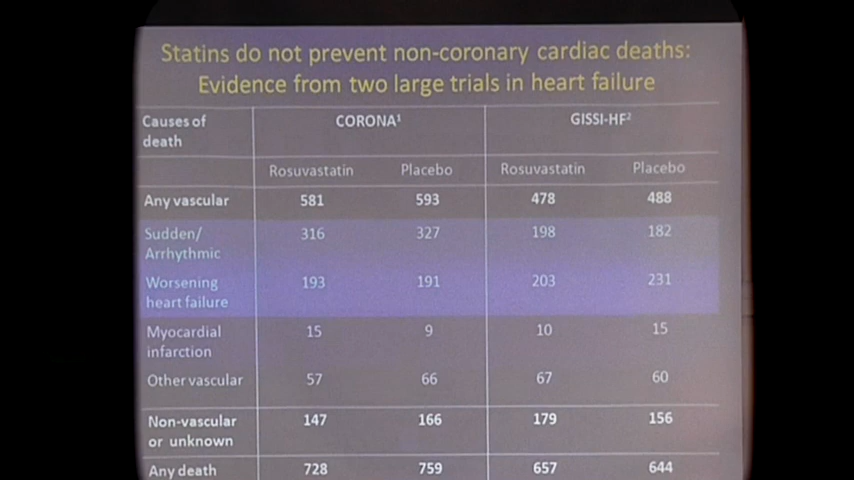 Statins do not prevent non-coronary cardiac deaths:
Evidence from two large trials in heart failure
Causes of death CORONA¹ GISSI-HF²
Rosuvastatin Placebo Rosuvastatin Placebo
Any vascular 581 593 478 488
Sudden/ Arrhythmic 316 327 198 182
Worsening heart failure 193 191 203 231
Myocardial infarction 15 9 10 15
Other vascular 57 66 67 60
Non-vascular or unknown 147 166 179 156
Any death 728 759 657 644